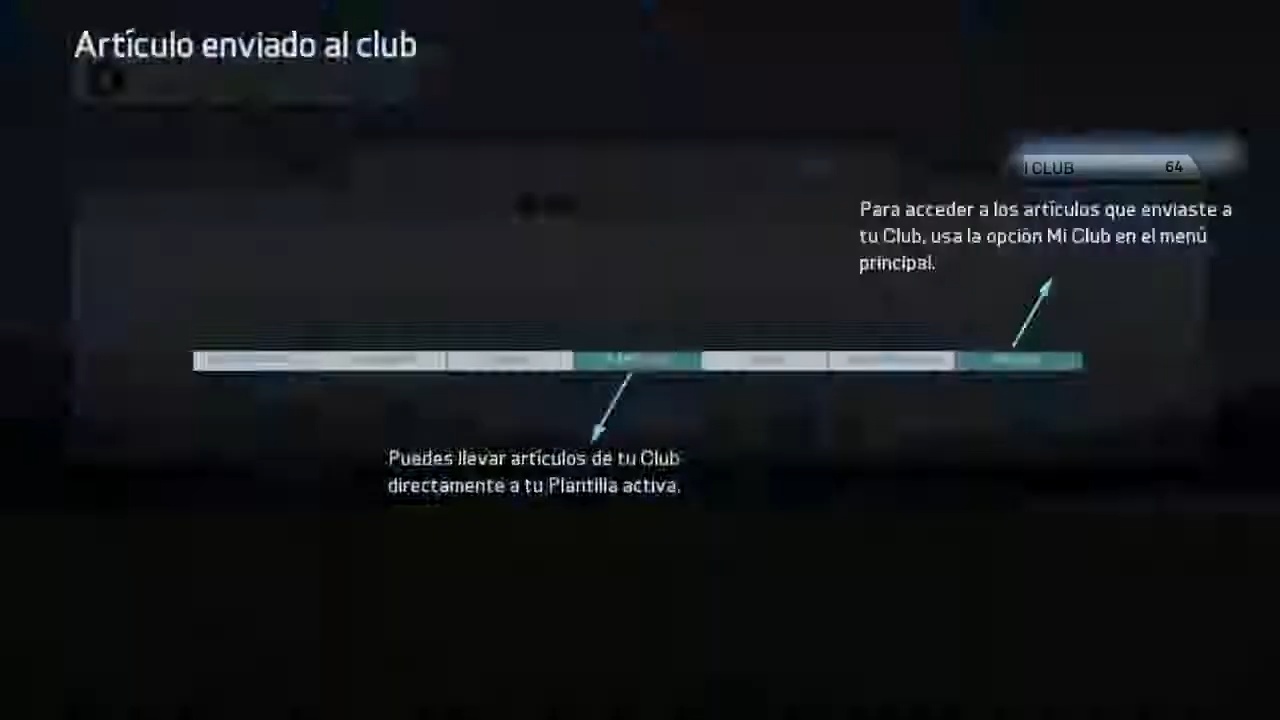 Artículo enviado al club
I CLUB 64
Para acceder a los artículos que enviaste a
tu Club, usa la opción Mi Club en el menú
principal.
Puedes llevar artículos de tu Club
directamente a tu Plantilla activa.